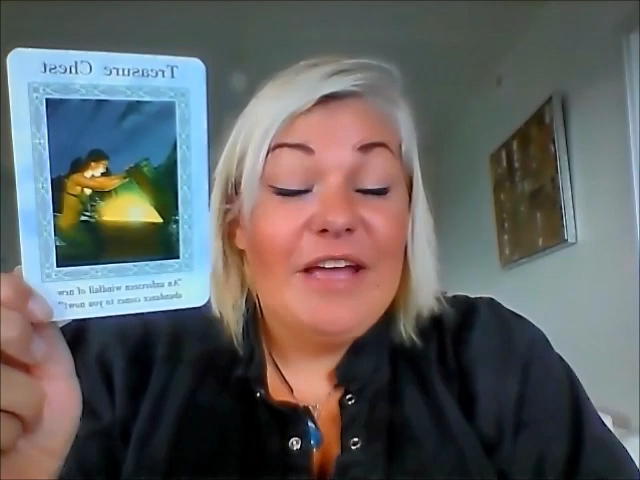 Treasure Chest
"An unforeseen windfall of new
abundance comes to you now!"